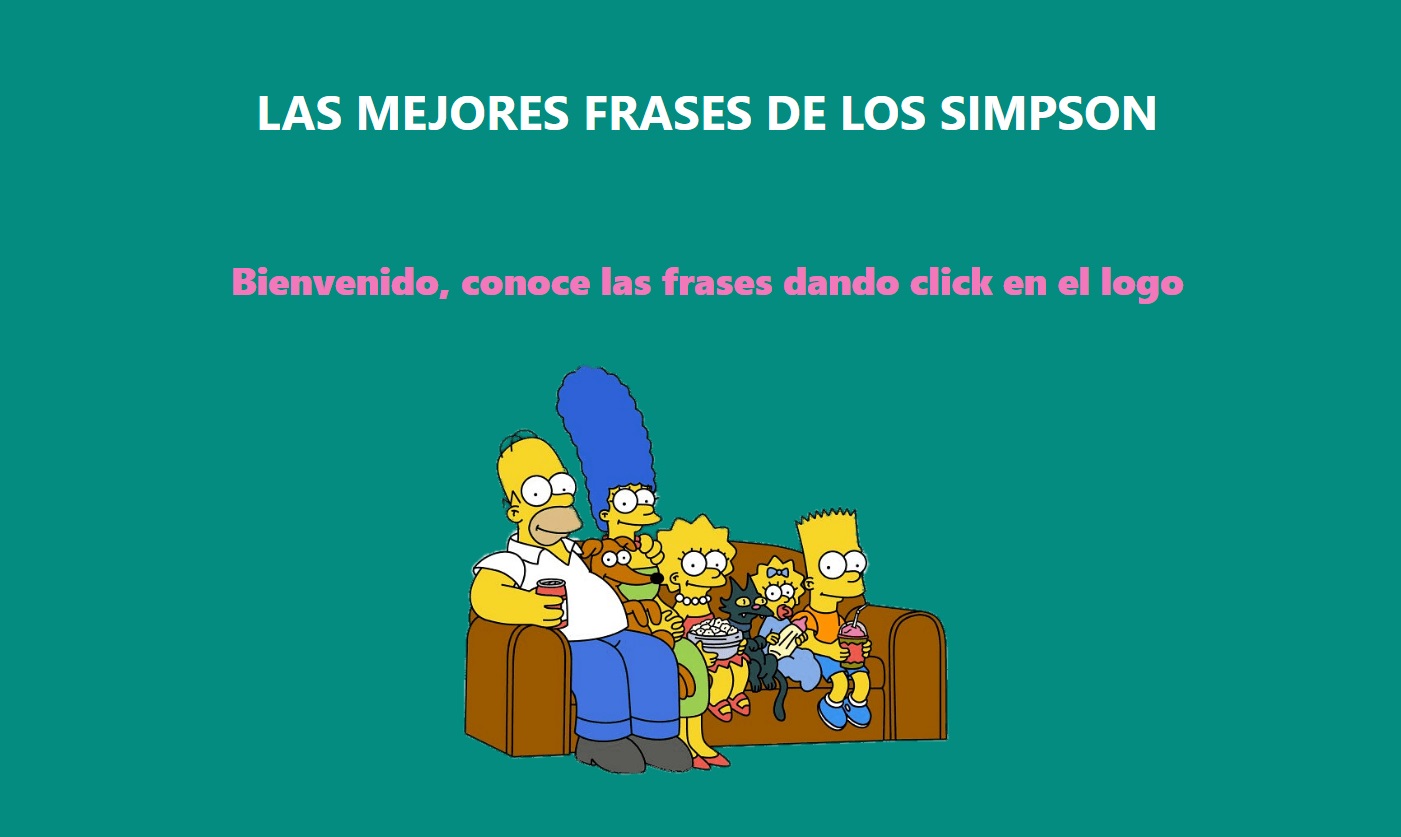 LAS MEJORES FRASES DE LOS SIMPSON
Bienvenido, conoce las frases dando click en el logo